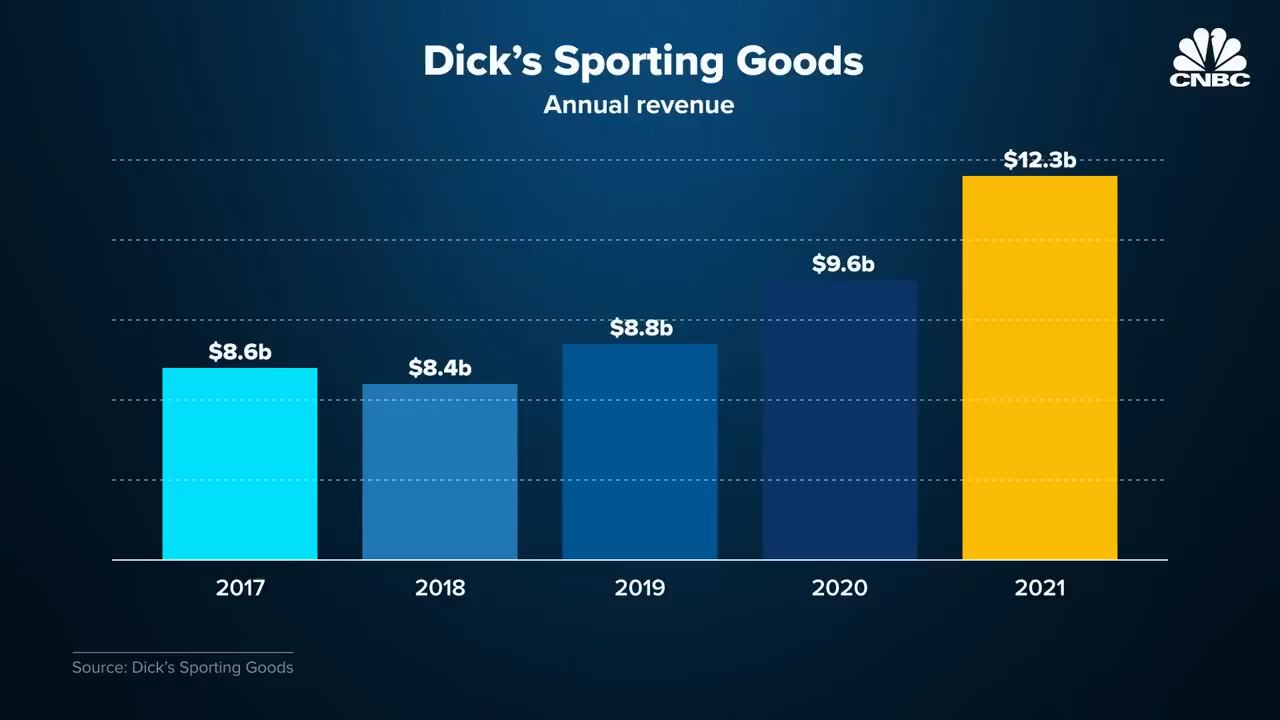 Dick’s Sporting Goods
Annual revenue
CNBC
$12.3b
$9.6b
$8.8b
$8.6b
$8.4b
2017 2018 2019 2020 2021
Source: Dick’s Sporting Goods